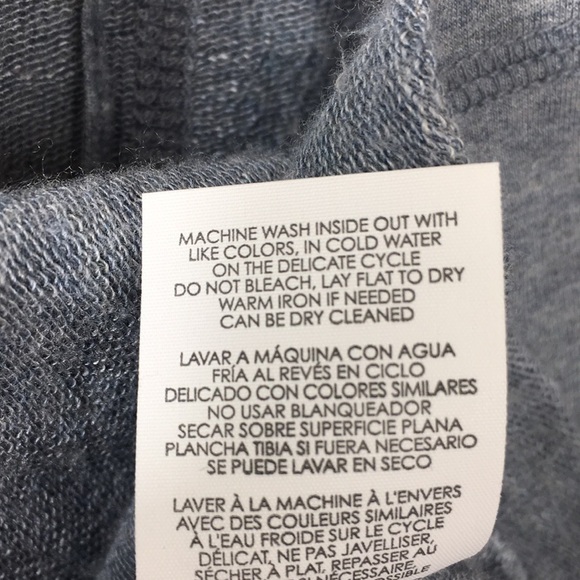 MACHINE WASH INSIDE OUT WITH
LIKE COLORS, IN COLD WATER
ON THE DELICATE CYCLE
DO NOT BLEACH, LAY FLAT TO DRY
WARM IRON IF NEEDED
CAN BE DRY CLEANED
LAVAR A MÁQUINA CON AGUA
FRÍA AL REVÉS EN CICLO
DELICADO CON COLORES SIMILARES
NO USAR BLANQUEADOR
SECAR SOBRE SUPERFICIE PLANA
PLANCHA TIBIA SI FUERA NECESARIO
SE PUEDE LAVAR EN SECO
LAVER À LA MACHINE À L'ENVERS
AVEC DES COULEURS SIMILAIRES
À L'EAU FROIDE SUR LE CYCLE
DÉLICAT, NE PAS JAVELLISER,
SÉCHER À PLAT, REPASSER AU
SI NÉCESSAIRE,